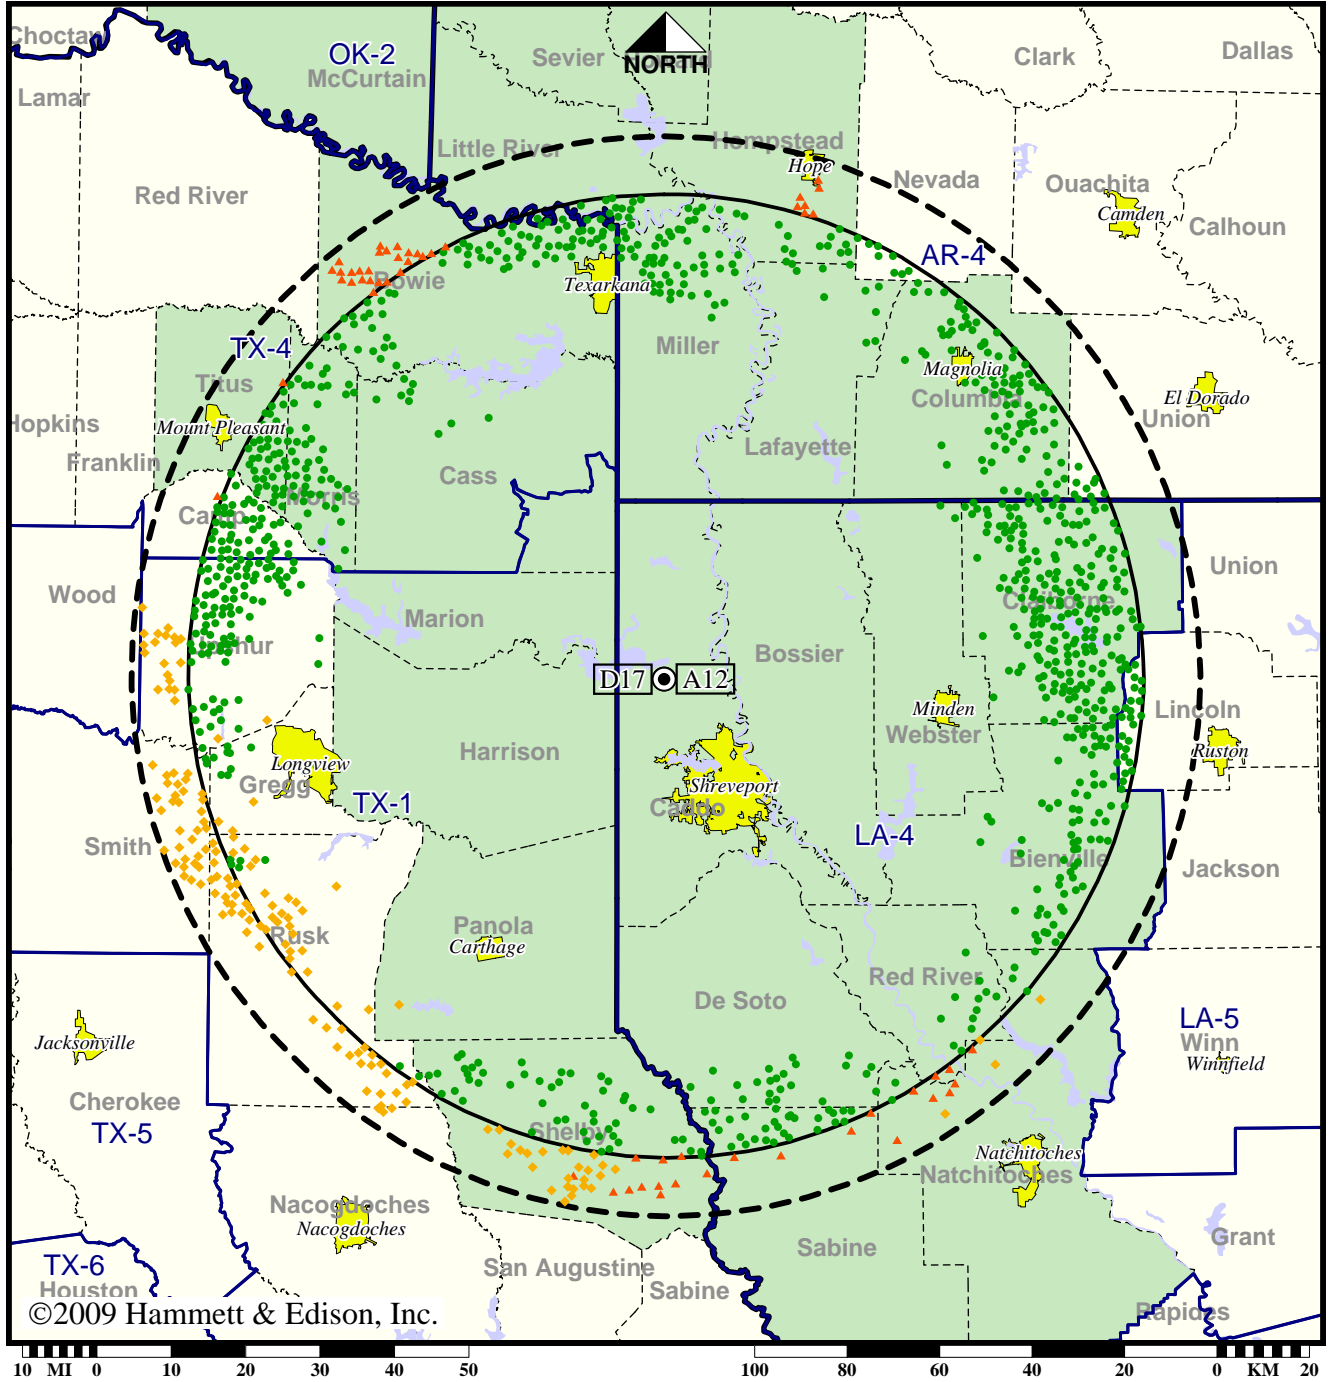 Choctaw
OK-2
McCurtain
Sevier
Howard
NORTH
Clark
Dallas
Lamar
Little River
Hempstead
Hope
Nevada
Ouachita
Camden
Red River
Calhoun
AR-4
Bowie
Texarkana
TX-4
Miller
Titus
Magnolia
Columbia
El Dorado
Union
Hopkins
Mount Pleasant
Franklin
Lafayette
Cass
Morris
Camp
Wood
Union
Marion
Claiborne
Upshur
Bossier
D17
A12
Minden
Lincoln
Webster
Harrison
Ruston
Longview
Gregg
Shreveport
TX-1
Caddo
Smith
LA-4
Bienville
Jackson
Panola
Rusk
Carthage
Red River
De Soto
LA-5
Jacksonville
Winn
Winnfield
Cherokee
TX-5
Shelby
Natchitoches
Natchitoches
Nacogdoches
Nacogdoches
Grant
Sabine
TX-6
San Augustine
Houston
Sabine
Rapides
©2009 Hammett & Edison, Inc.
10 MI 0 10 20 30 40 50 100 80 60 40 20 0 KM 20